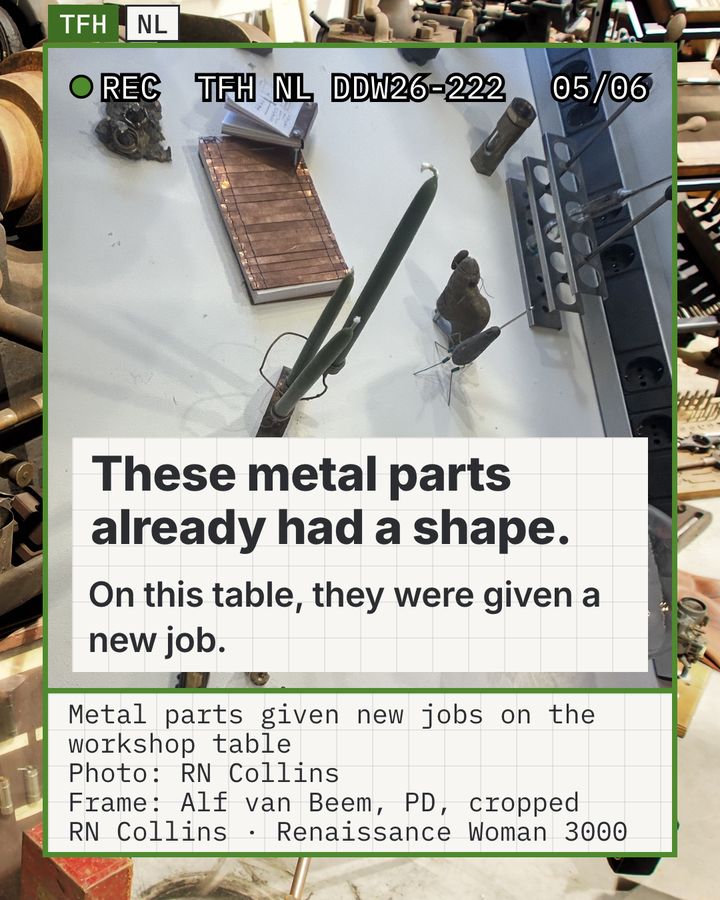 TFH NL
REC TFH NL DDW26-222 05/06
These metal parts
already had a shape.
On this table, they were given a
new job.
Metal parts given new jobs on the
workshop table
Photo: RN Collins
Frame: Alf van Beem, PD, cropped
RN Collins · Renaissance Woman 3000